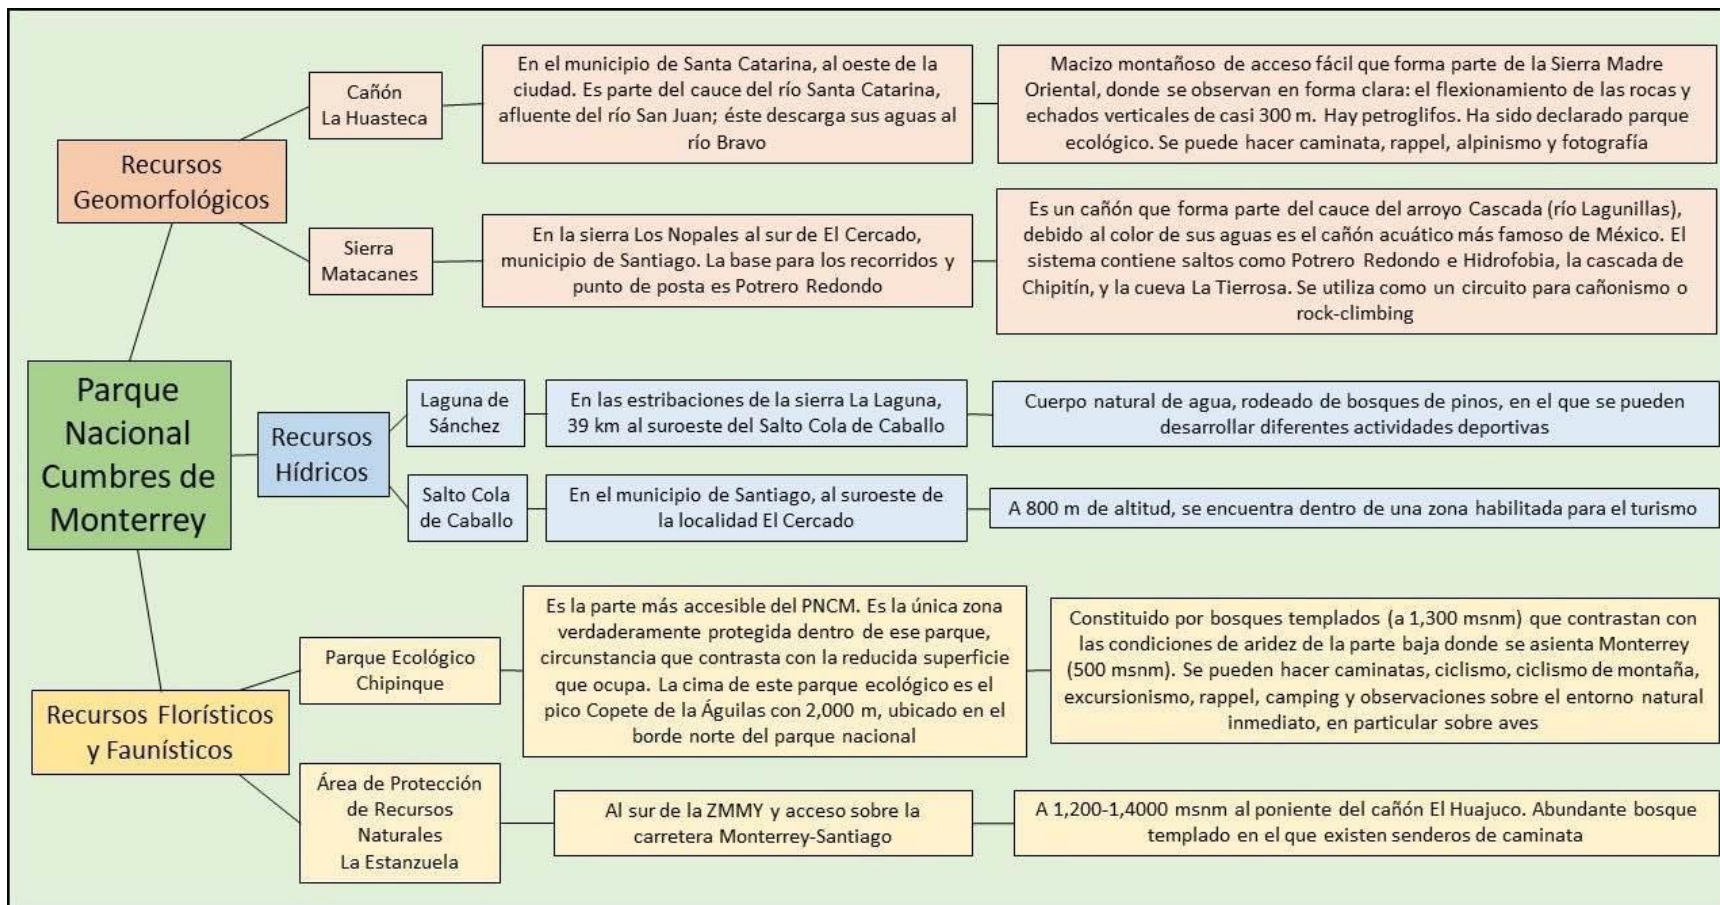 Parque
Nacional
Cumbres de
Monterrey
Recursos
Geomorfológicos
Cañón
La Huasteca
En el municipio de Santa Catarina, al oeste de la
ciudad. Es parte del cauce del río Santa Catarina,
afluente del río San Juan; éste descarga sus aguas al
río Bravo
Macizo montañoso de acceso fácil que forma parte de la Sierra Madre
Oriental, donde se observan en forma clara: el flexionamiento de las rocas y
echados verticales de casi 300 m. Hay petroglifos. Ha sido declarado parque
ecológico. Se puede hacer caminata, rappel, alpinismo y fotografía
Sierra
Matacanes
En la sierra Los Nopales al sur de El Cercado,
municipio de Santiago. La base para los recorridos y
punto de posta es Potrero Redondo
Es un cañón que forma parte del cauce del arroyo Cascada (río Lagunillas),
debido al color de sus aguas es el cañón acuático más famoso de México. El
sistema contiene saltos como Potrero Redondo e Hidrofobia, la cascada de
Chipitín, y la cueva La Tierrosa. Se utiliza como un circuito para cañonismo o
rock-climbing
Recursos
Hídricos
Laguna de
Sánchez
En las estribaciones de la sierra La Laguna,
39 km al suroeste del Salto Cola de Caballo
Cuerpo natural de agua, rodeado de bosques de pinos, en el que se pueden
desarrollar diferentes actividades deportivas
Salto Cola
de Caballo
En el municipio de Santiago, al suroeste de
la localidad El Cercado
A 800 m de altitud, se encuentra dentro de una zona habilitada para el turismo
Recursos Florísticos
y Faunísticos
Parque Ecológico
Chipinque
Es la parte más accesible del PNCM. Es la única zona
verdaderamente protegida dentro de ese parque,
circunstancia que contrasta con la reducida superficie
que ocupa. La cima de este parque ecológico es el
pico Copete de la Águilas con 2,000 m, ubicado en el
borde norte del parque nacional
Constituido por bosques templados (a 1,300 msnm) que contrastan con
las condiciones de aridez de la parte baja donde se asienta Monterrey
(500 msnm). Se pueden hacer caminatas, ciclismo, ciclismo de montaña,
excursionismo, rappel, camping y observaciones sobre el entorno natural
inmediato, en particular sobre aves
Área de Protección
de Recursos
Naturales
La Estanzuela
Al sur de la ZMMY y acceso sobre la
carretera Monterrey-Santiago
A 1,200-1,4000 msnm al poniente del cañón El Huajuco. Abundante bosque
templado en el que existen senderos de caminata